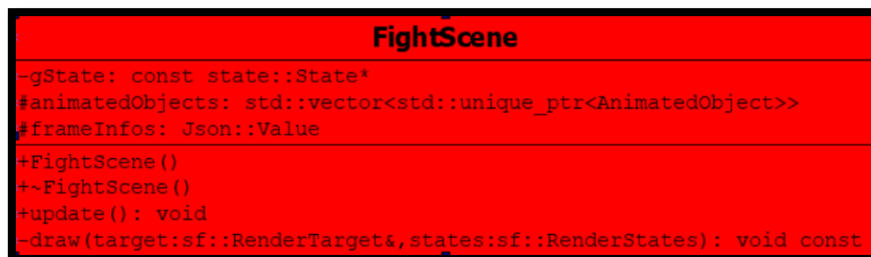 FightScene
-gState: const state::State*
#animatedObjects: std::vector<std::unique_ptr<AnimatedObject>>
#frameInfos: Json::Value
+FightScene()
+~FightScene()
+update(): void
-draw(target:sf::RenderTarget&,states:sf::RenderStates): void const